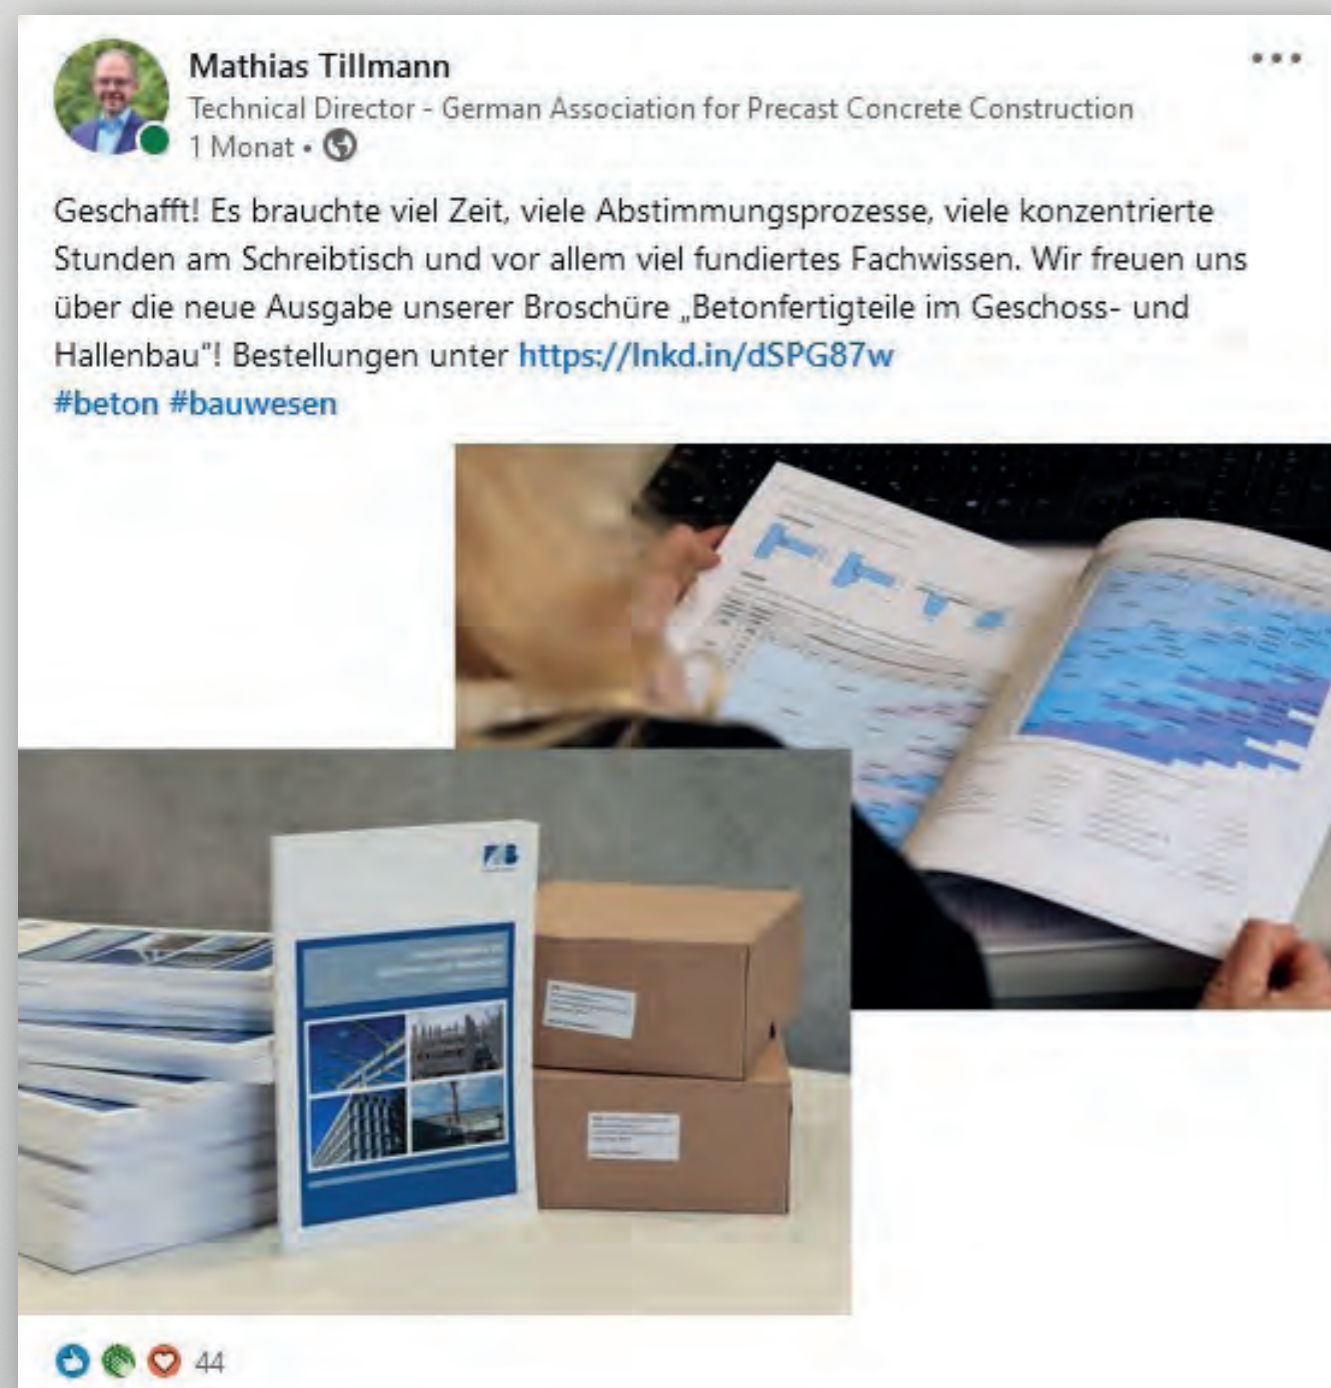 Mathias Tillmann
Technical Director - German Association for Precast Concrete Construction
1 Monat •
Geschafft! Es brauchte viel Zeit, viele Abstimmungsprozesse, viele konzentrierte
Stunden am Schreibtisch und vor allem viel fundiertes Fachwissen. Wir freuen uns
über die neue Ausgabe unserer Broschüre „Betonfertigteile im Geschoss- und
Hallenbau"! Bestellungen unter https://lnkd.in/dSPG87w
#beton #bauwesen
44